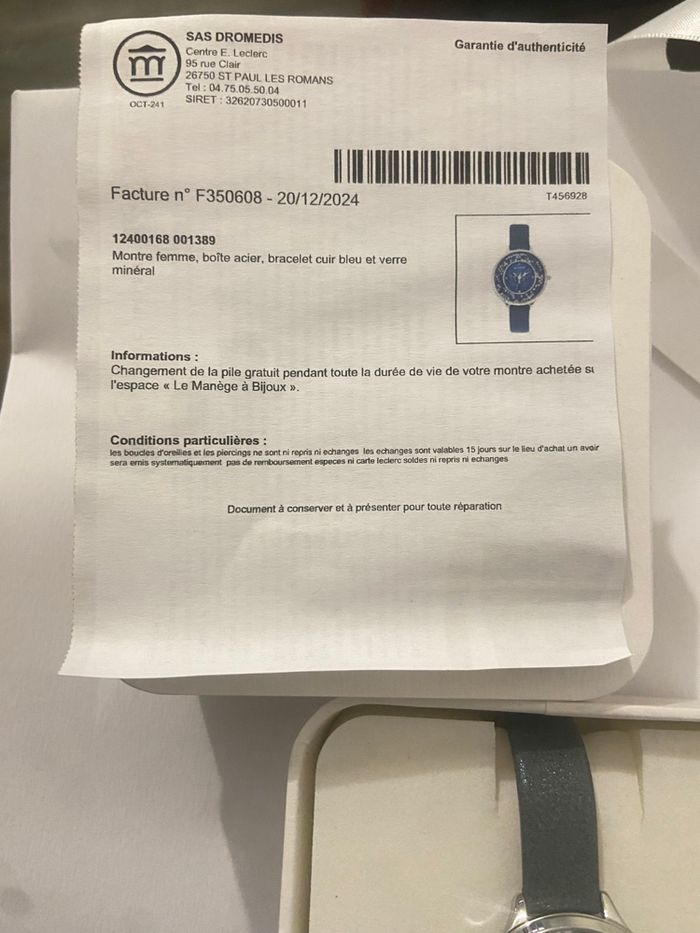 SAS DROMEDIS
Centre E. Leclerc
95 rue Clair
26750 ST PAUL LES ROMANS
Tel : 04.75.05.50.04
SIRET : 32620730500011
OCT-241
Garantie d'authenticité
T456928
Facture n° F350608 - 20/12/2024
12400168 001389
Montre femme, boîte acier, bracelet cuir bleu et verre
minéral
Informations :
Changement de la pile gratuit pendant toute la durée de vie de votre montre achetée su
l'espace « Le Manège à Bijoux ».
Conditions particulières :
les boucles d'oreilles et les piercings ne sont ni repris ni echanges les echanges sont valables 15 jours sur le lieu d'achat un avoir
sera emis systematiquement pas de remboursement especes ni carte leclerc soldes ni repris ni echanges
Document à conserver et à présenter pour toute réparation